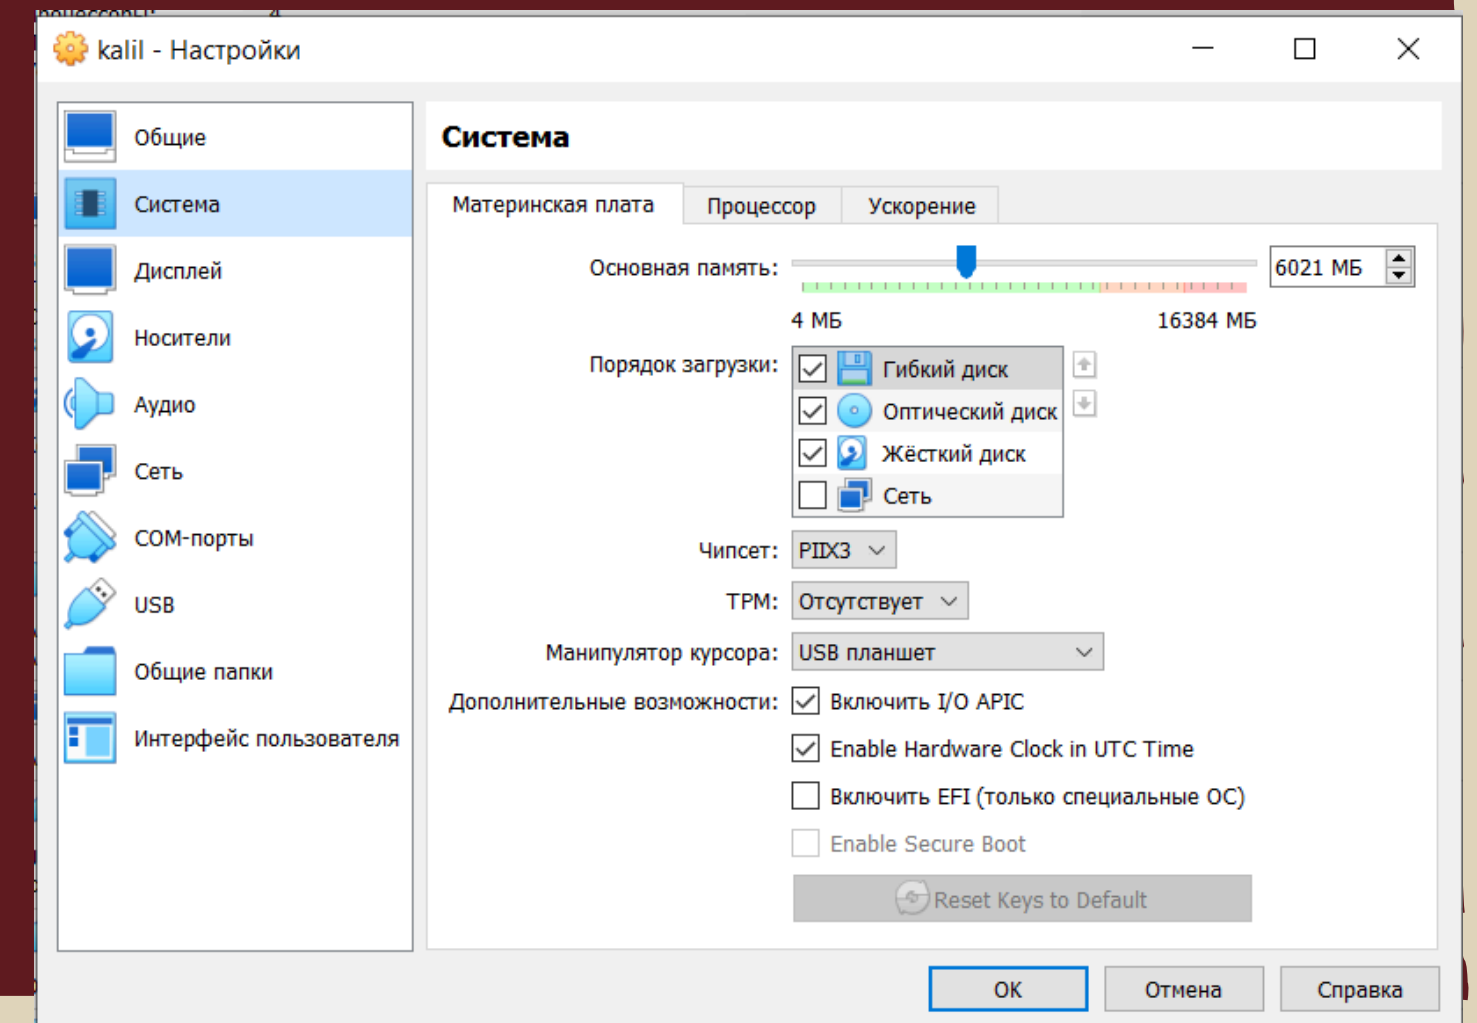 kalil - Настройки
Общие
Система
Дисплей
Носители
Аудио
Сеть
COM-порты
USB
Общие папки
Интерфейс пользователя
Система
Материнская плата
Процессор
Ускорение
Основная память:
6021 МБ
4 МБ
16384 МБ
Порядок загрузки:
Гибкий диск
Оптический диск
Жёсткий диск
Сеть
Чипсет: PIIX3
TPM: Отсутствует
Манипулятор курсора: USB планшет
Дополнительные возможности: Включить I/O APIC
Enable Hardware Clock in UTC Time
Включить EFI (только специальные ОС)
Enable Secure Boot
Reset Keys to Default
OK
Отмена
Справка